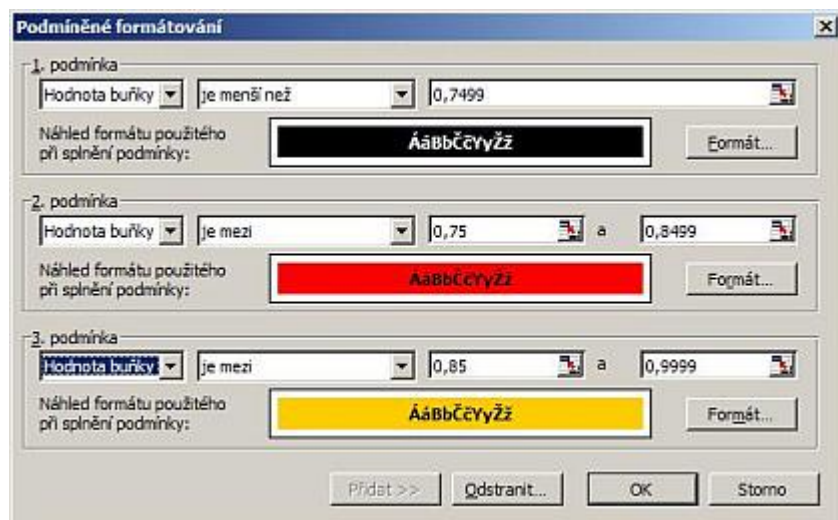 Podmíněné formátování
1. podmínka
Hodnota buňky je menší než 0,7499
Náhled formátu použitého
při splnění podmínky:
ÁáBbČčYyŽž
Formát...
2. podmínka
Hodnota buňky je mezi 0,75 a 0,8499
Náhled formátu použitého
při splnění podmínky:
ÁáBbČčYyŽž
Formát...
3. podmínka
Hodnota buňky je mezi 0,85 a 0,9999
Náhled formátu použitého
při splnění podmínky:
ÁáBbČčYyŽž
Formát...
Přidat >> Odstranit... OK Storno